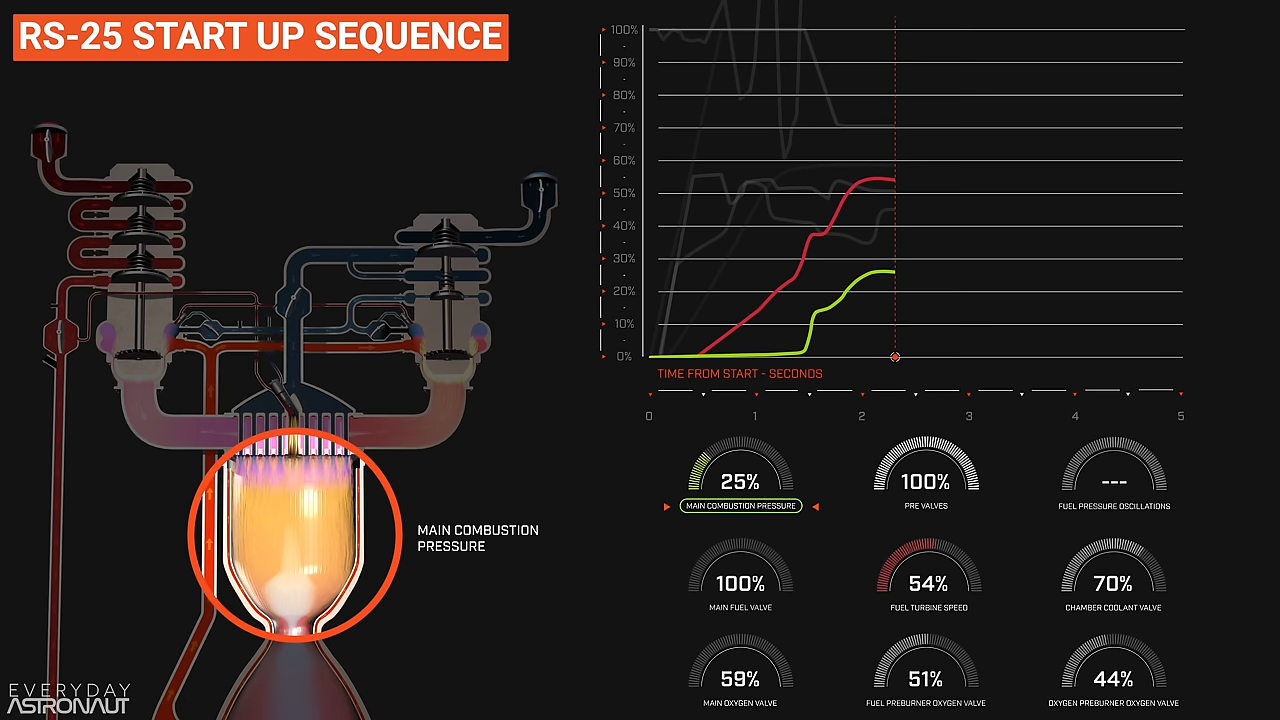 RS-25 START UP SEQUENCE
100%
90%
80%
70%
60%
50%
40%
30%
20%
10%
0%
TIME FROM START - SECONDS
0 1 2 3 4 5
MAIN COMBUSTION
PRESSURE
25% 100% ---
MAIN COMBUSTION PRESSURE PRE VALVES FUEL PRESSURE OSCILLATIONS
100% 54% 70%
MAIN FUEL VALVE FUEL TURBINE SPEED CHAMBER COOLANT VALVE
59% 51% 44%
MAIN OXYGEN VALVE FUEL PREBURNER OXYGEN VALVE OXYGEN PREBURNER OXYGEN VALVE
EVERYDAY
ASTRONAUT